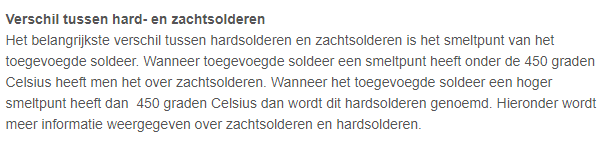 Verschil tussen hard- en zachtsolderen
Het belangrijkste verschil tussen hardsolderen en zachtsolderen is het smeltpunt van het
toegevoegde soldeer. Wanneer toegevoegde soldeer een smeltpunt heeft onder de 450 graden
Celsius heeft men het over zachtsolderen. Wanneer het toegevoegde soldeer een hoger
smeltpunt heeft dan  450 graden Celsius dan wordt dit hardsolderen genoemd. Hieronder wordt
meer informatie weergegeven over zachtsolderen en hardsolderen.